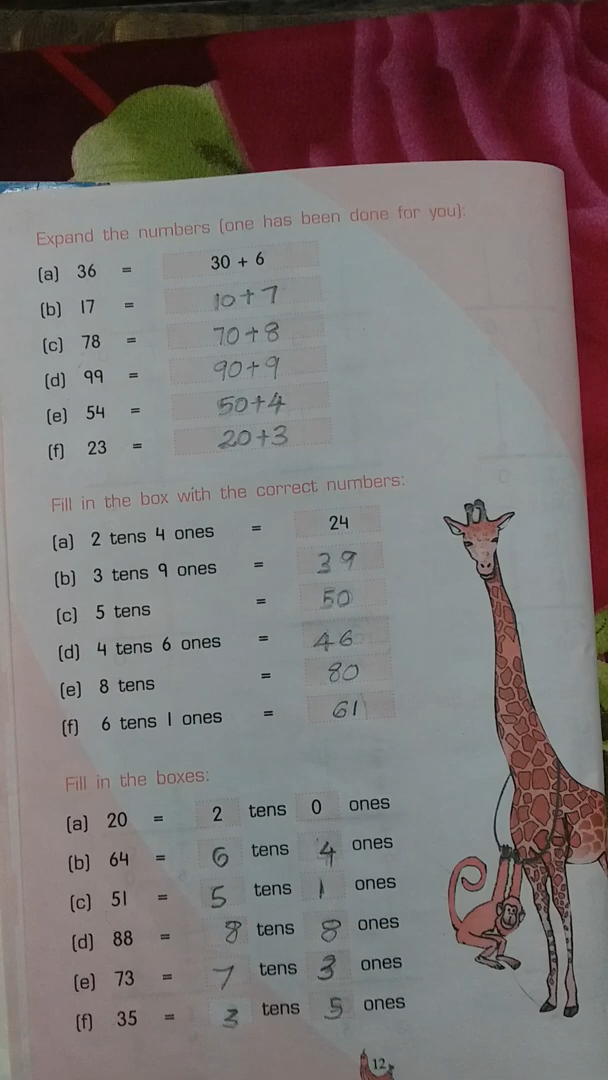 Expand the numbers (one has been done for you):
(a) 36 = 30 + 6
(b) 17 = 10+7
(c) 78 = 70+8
(d) 99 = 90+9
(e) 54 = 50+4
(f) 23 = 20+3
Fill in the box with the correct numbers:
(a) 2 tens 4 ones = 24
(b) 3 tens 9 ones = 39
(c) 5 tens = 50
(d) 4 tens 6 ones = 46
(e) 8 tens = 80
(f) 6 tens 1 ones = 61
Fill in the boxes:
(a) 20 = 2 tens 0 ones
(b) 64 = 6 tens 4 ones
(c) 51 = 5 tens 1 ones
(d) 88 = 8 tens 8 ones
(e) 73 = 7 tens 3 ones
(f) 35 = 3 tens 5 ones
12